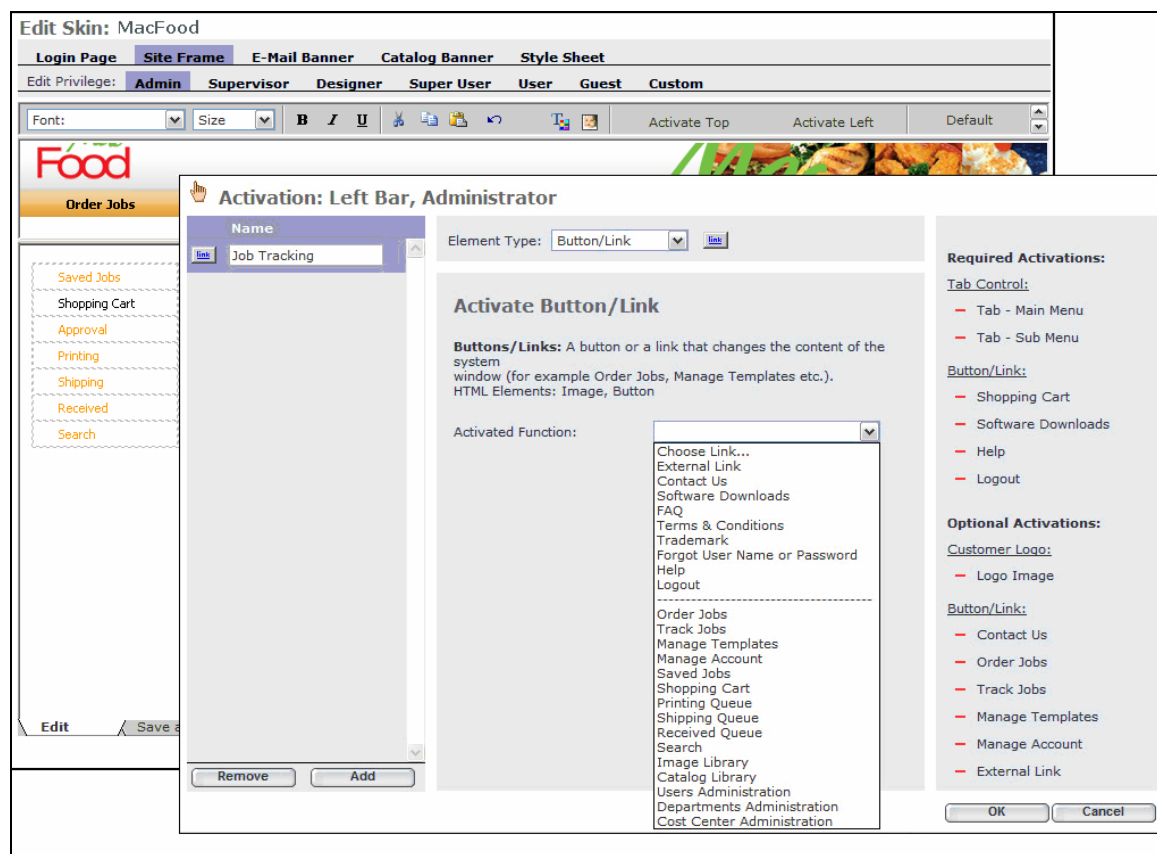 Edit Skin: MacFood
Login Page Site Frame E-Mail Banner Catalog Banner Style Sheet
Edit Privilege: Admin Supervisor Designer Super User User Guest Custom
Font: Size B I U Activate Top Activate Left Default
Food Mac
Order Jobs
Saved Jobs
Shopping Cart
Approval
Printing
Shipping
Received
Search
Edit Save a
Activation: Left Bar, Administrator
Name
link Job Tracking
Remove Add
Element Type: Button/Link link
Activate Button/Link
Buttons/Links: A button or a link that changes the content of the
system
window (for example Order Jobs, Manage Templates etc.).
HTML Elements: Image, Button
Activated Function:
Choose Link...
External Link
Contact Us
Software Downloads
FAQ
Terms & Conditions
Trademark
Forgot User Name or Password
Help
Logout
----------------------------------------
Order Jobs
Track Jobs
Manage Templates
Manage Account
Saved Jobs
Shopping Cart
Printing Queue
Shipping Queue
Received Queue
Search
Image Library
Catalog Library
Users Administration
Departments Administration
Cost Center Administration
Required Activations:
Tab Control:
– Tab - Main Menu
– Tab - Sub Menu
Button/Link:
– Shopping Cart
– Software Downloads
– Help
– Logout
Optional Activations:
Customer Logo:
– Logo Image
Button/Link:
– Contact Us
– Order Jobs
– Track Jobs
– Manage Templates
– Manage Account
– External Link
OK Cancel